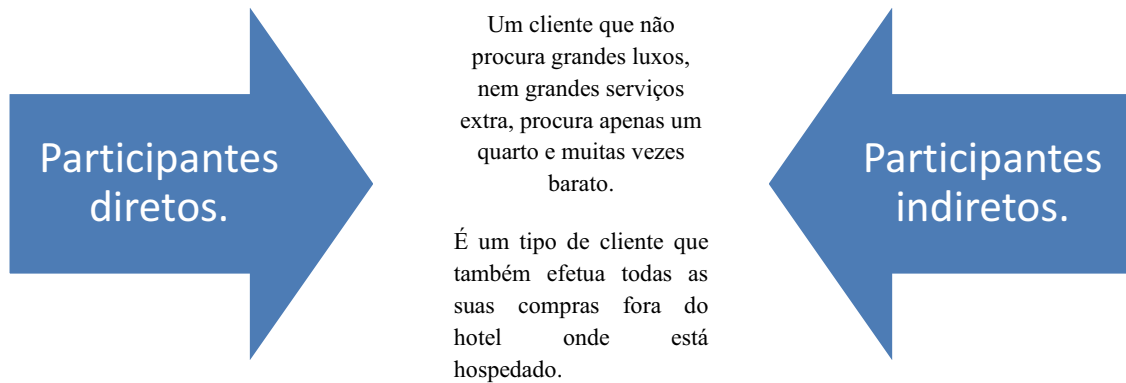 Participantes
diretos.
Um cliente que não
procura grandes luxos,
nem grandes serviços
extra, procura apenas um
quarto e muitas vezes
barato.
É um tipo de cliente que
também efetua todas as
suas compras fora do
hotel onde está
hospedado.
Participantes
indiretos.